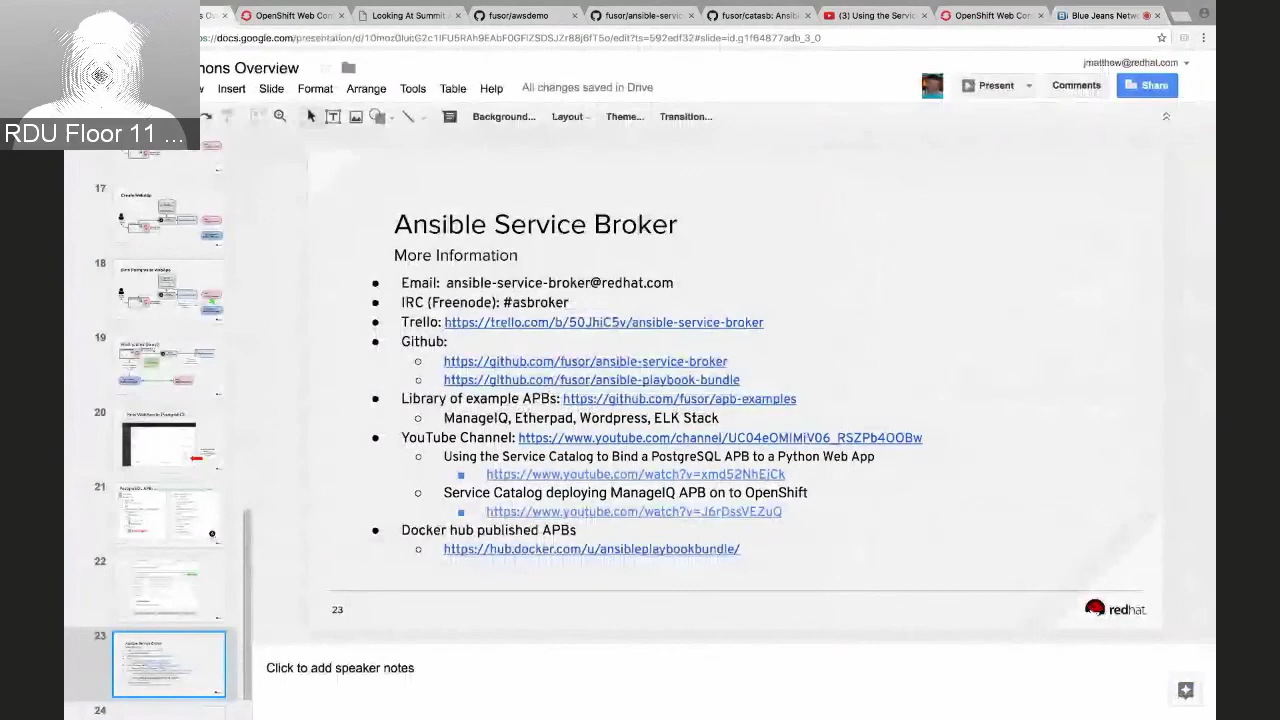 OpenShift Web Con
Looking At Summit
fusor/awsdemo
fusor/ansible-servic
fusor/catasb: Ansibl
(3) Using the Servic
OpenShift Web Con
Blue Jeans Netw
jmatthew@redhat.com
ons Overview
Insert Slide Format Arrange Tools Table Help All changes saved in Drive
Present Comments Share
Background... Layout Theme... Transition...
RDU Floor 11 ...
17
18
19
20
21
22
23
24
Ansible Service Broker
More Information
Email: ansible-service-broker@redhat.com
IRC (Freenode): #asbroker
Trello: https://trello.com/b/50JhiC5v/ansible-service-broker
Github:
https://github.com/fusor/ansible-service-broker
https://github.com/fusor/ansible-playbook-bundle
Library of example APBs: https://github.com/fusor/apb-examples
ManageIQ, Etherpad, Wordpress, ELK Stack
YouTube Channel: https://www.youtube.com/channel/UC04eOMIMiV06_RSZPb4OOBw
Using the Service Catalog to Bind a PostgreSQL APB to a Python Web App
https://www.youtube.com/watch?v=xmd52NhEjCk
Service Catalog deploying ManageIQ APB on to OpenShift
https://www.youtube.com/watch?v=J6rDssVEZuQ
Docker hub published APBs
https://hub.docker.com/u/ansibleplaybookbundle/
23
redhat.
Click to add speaker notes